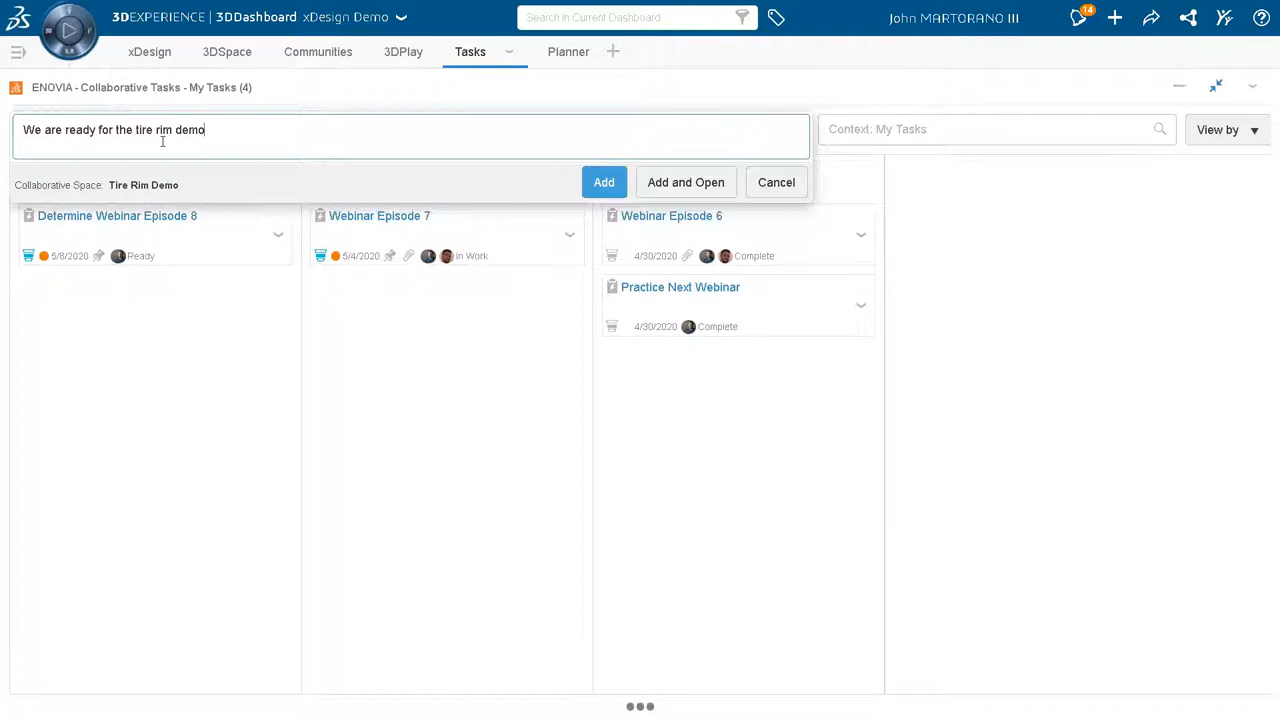 3DEXPERIENCE | 3DDashboard xDesign Demo
Search in Current Dashboard
John MARTORANO III
14
xDesign
3DSpace
Communities
3DPlay
Tasks
Planner
ENOVIA - Collaborative Tasks - My Tasks (4)
We are ready for the tire rim demo
Context: My Tasks
View by
Collaborative Space: Tire Rim Demo
Add
Add and Open
Cancel
Determine Webinar Episode 8
5/8/2020 Ready
Webinar Episode 7
5/4/2020 In Work
Webinar Episode 6
4/30/2020 Complete
Practice Next Webinar
4/30/2020 Complete